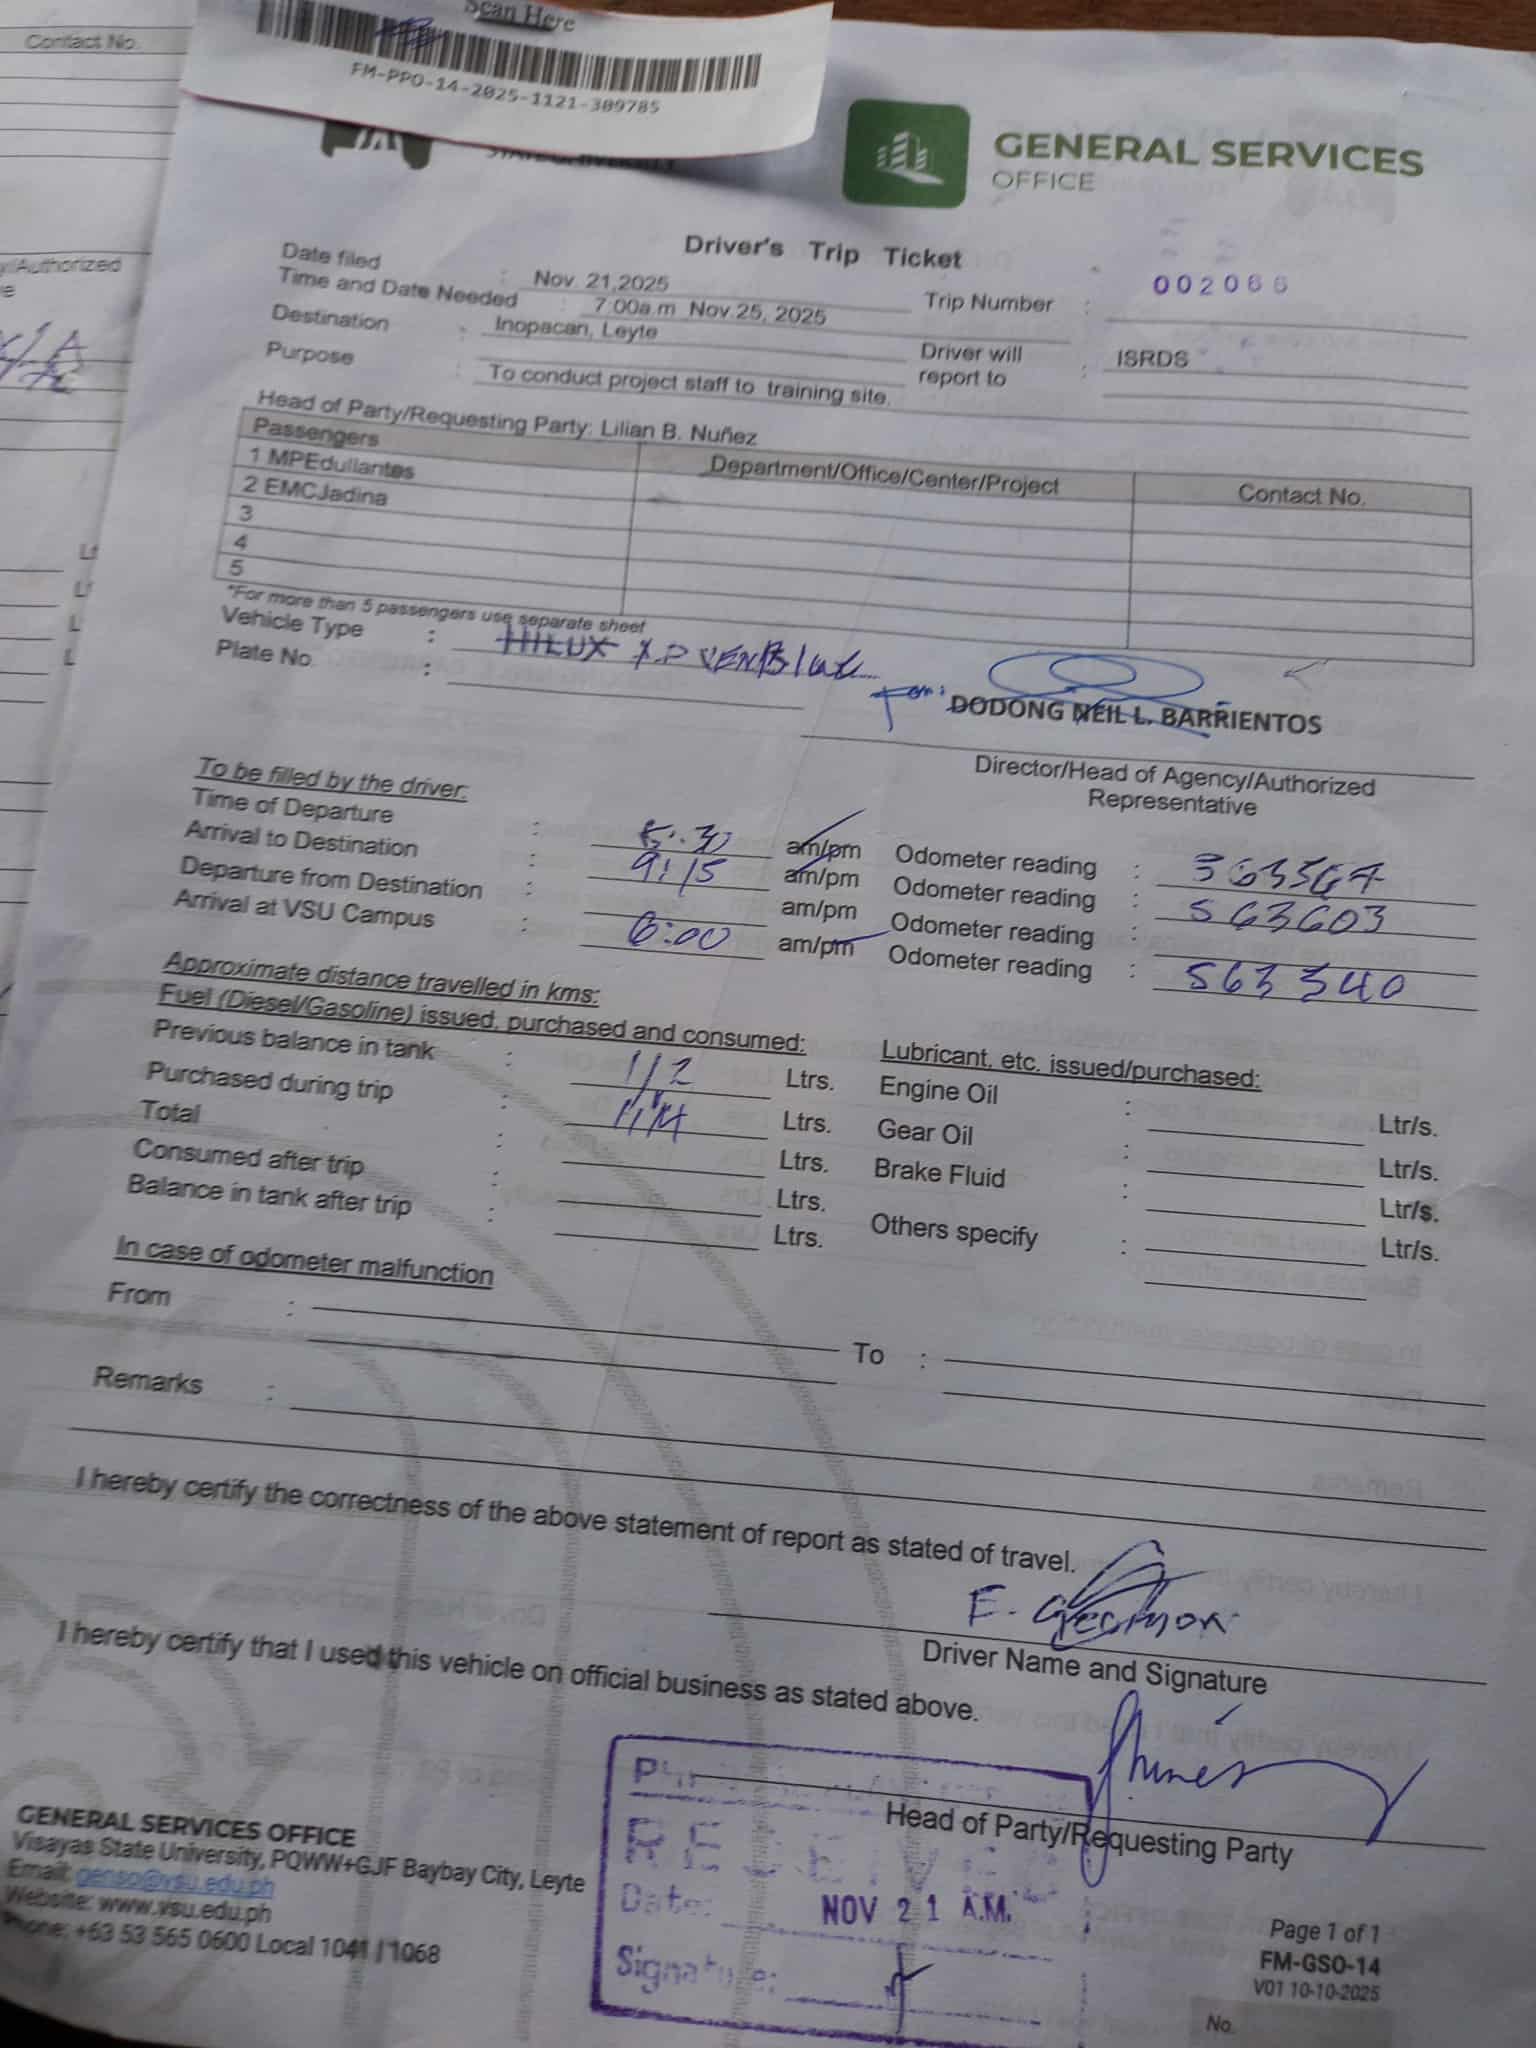 Scan Here
FM-PPO-14-2025-1121-309785
Contact No.
STATE UNIVERSITY
GENERAL SERVICES
OFFICE
Driver's Trip Ticket
Date filed : Nov. 21,2025
Trip Number : 002066
Time and Date Needed : 7:00a.m Nov.25, 2025
Destination : Inopacan, Leyte
Driver will report to : ISRDS
Purpose : To conduct project staff to training site.
Head of Party/Requesting Party: Lilian B. Nuñez
Passengers Department/Office/Center/Project Contact No.
1 MPEdullantes
2 EMCJadina
3
4
5
*For more than 5 passengers use separate sheet
Vehicle Type : HILUX
Plate No. :
for: DODONG NEIL L. BARRIENTOS
Director/Head of Agency/Authorized
Representative
To be filled by the driver:
Time of Departure : 5:30 am/pm Odometer reading :
Arrival to Destination : 9:15 am/pm Odometer reading : 563603
Departure from Destination : am/pm Odometer reading :
Arrival at VSU Campus : 6:00 am/pm Odometer reading : 563340
Approximate distance travelled in kms:
Fuel (Diesel/Gasoline) issued, purchased and consumed:
Lubricant, etc. issued/purchased:
Previous balance in tank : 1/2 Ltrs. Engine Oil : Ltr/s.
Purchased during trip : Ltrs. Gear Oil : Ltr/s.
Total : Ltrs. Brake Fluid : Ltr/s.
Consumed after trip : Ltrs. Others specify : Ltr/s.
Balance in tank after trip : Ltrs.
In case of odometer malfunction
From : To :
Remarks :
I hereby certify the correctness of the above statement of report as stated of travel.
Driver Name and Signature
I hereby certify that I used this vehicle on official business as stated above.
Head of Party/Requesting Party
RECEIVED
Date: NOV 21 A.M.
Signature:
GENERAL SERVICES OFFICE
Visayas State University, PQWW+GJF Baybay City, Leyte
Email: genso@vsu.edu.ph
Website: www.vsu.edu.ph
Phone: +63 53 565 0600 Local 1041 | 1068
Page 1 of 1
FM-GSO-14
V01 10-10-2025
No.